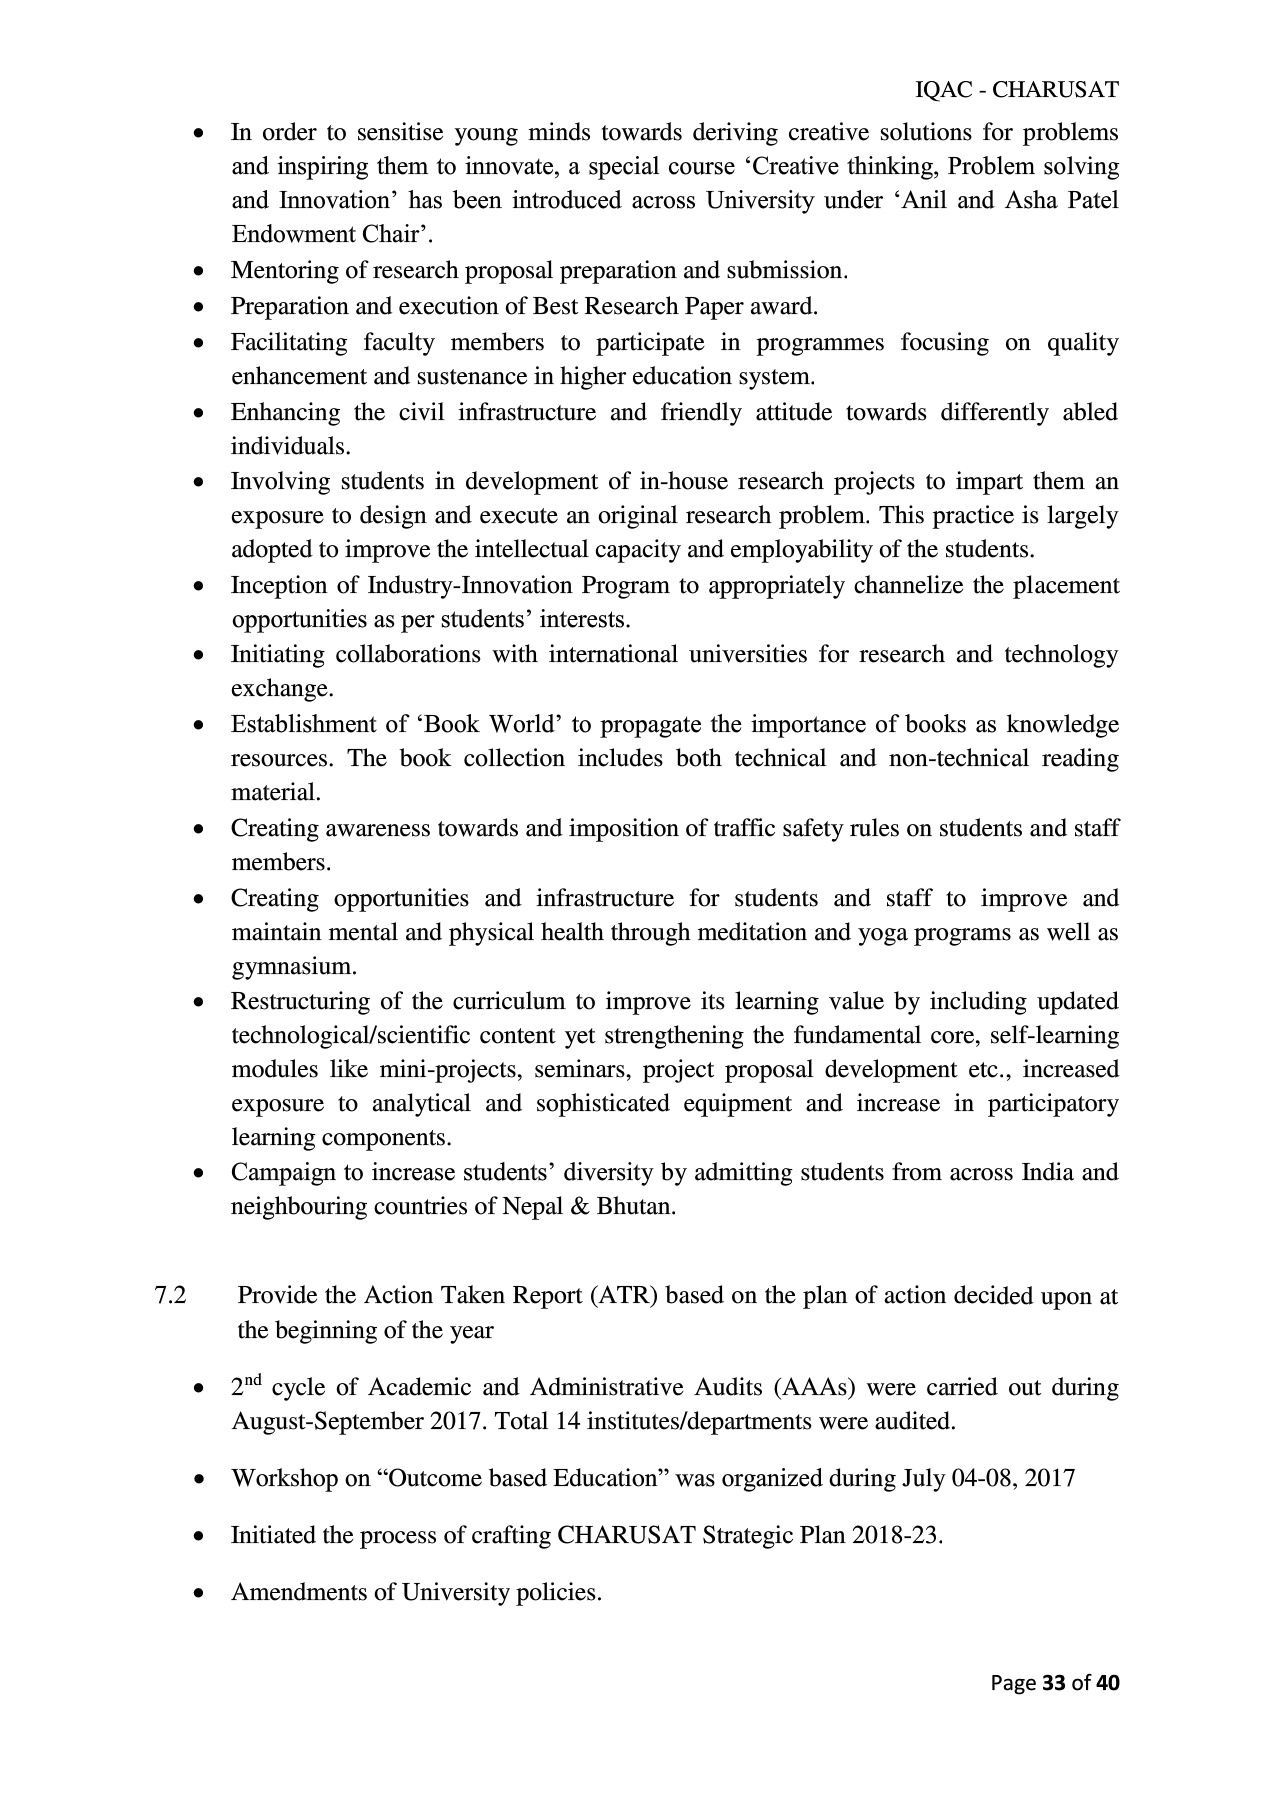 IQAC - CHARUSAT
• In order to sensitise young minds towards deriving creative solutions for problems
and inspiring them to innovate, a special course ‘Creative thinking, Problem solving
and Innovation’ has been introduced across University under ‘Anil and Asha Patel
Endowment Chair’.
• Mentoring of research proposal preparation and submission.
• Preparation and execution of Best Research Paper award.
• Facilitating faculty members to participate in programmes focusing on quality
enhancement and sustenance in higher education system.
• Enhancing the civil infrastructure and friendly attitude towards differently abled
individuals.
• Involving students in development of in-house research projects to impart them an
exposure to design and execute an original research problem. This practice is largely
adopted to improve the intellectual capacity and employability of the students.
• Inception of Industry-Innovation Program to appropriately channelize the placement
opportunities as per students’ interests.
• Initiating collaborations with international universities for research and technology
exchange.
• Establishment of ‘Book World’ to propagate the importance of books as knowledge
resources. The book collection includes both technical and non-technical reading
material.
• Creating awareness towards and imposition of traffic safety rules on students and staff
members.
• Creating opportunities and infrastructure for students and staff to improve and
maintain mental and physical health through meditation and yoga programs as well as
gymnasium.
• Restructuring of the curriculum to improve its learning value by including updated
technological/scientific content yet strengthening the fundamental core, self-learning
modules like mini-projects, seminars, project proposal development etc., increased
exposure to analytical and sophisticated equipment and increase in participatory
learning components.
• Campaign to increase students’ diversity by admitting students from across India and
neighbouring countries of Nepal & Bhutan.
7.2 Provide the Action Taken Report (ATR) based on the plan of action decided upon at
the beginning of the year
• 2nd cycle of Academic and Administrative Audits (AAAs) were carried out during
August-September 2017. Total 14 institutes/departments were audited.
• Workshop on “Outcome based Education” was organized during July 04-08, 2017
• Initiated the process of crafting CHARUSAT Strategic Plan 2018-23.
• Amendments of University policies.
Page 33 of 40